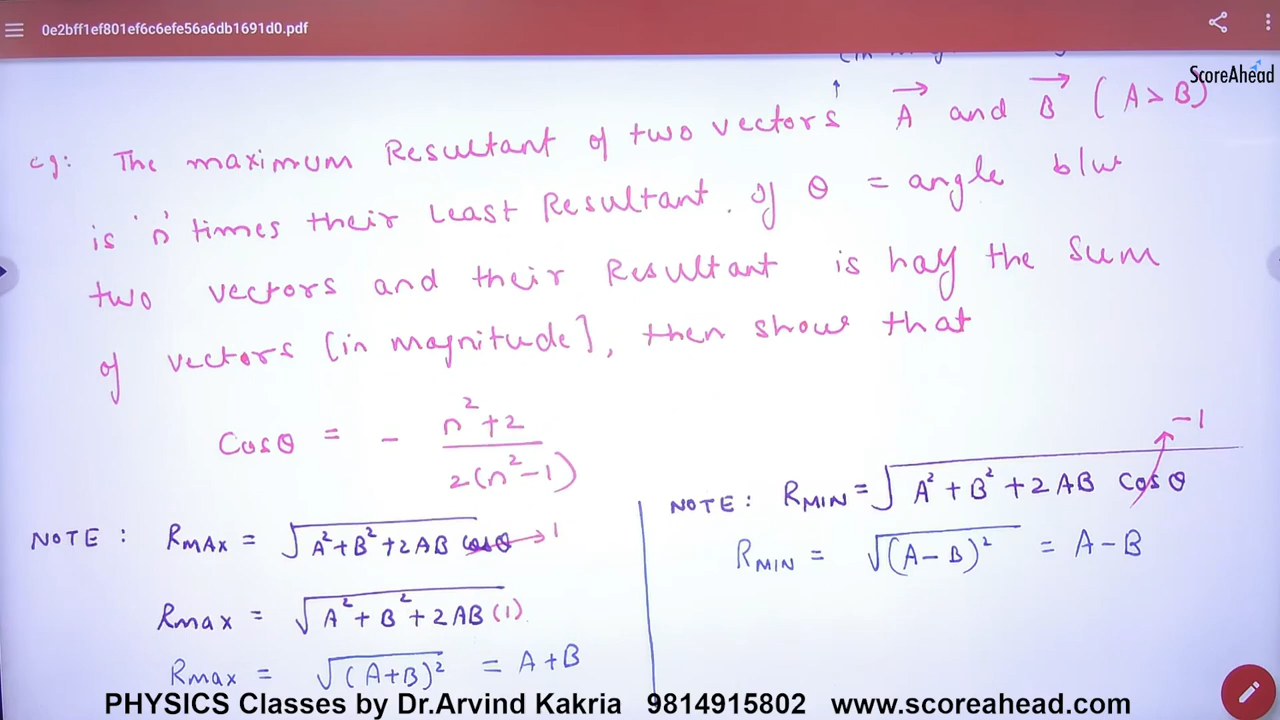 0e2bff1ef801ef6c6efe56a6db1691d0.pdf
ScoreAhead
eg: The maximum Resultant of two vectors A⃗ and B⃗ (A > B)
is 'n' times their Least Resultant. If θ = angle b/w
two vectors and their Resultant is half the sum
of vectors [in magnitude], then show that
Cosθ = - (n²+2)/(2(n²-1))
NOTE : RMAX = √(A²+B²+2AB cosθ) → 1
Rmax = √(A²+B²+2AB(1))
Rmax = √((A+B)²) = A+B
NOTE: RMIN = √(A²+B²+2AB Cosθ) → -1
RMIN = √((A-B)²) = A-B
PHYSICS Classes by Dr.Arvind Kakria 9814915802 www.scoreahead.com